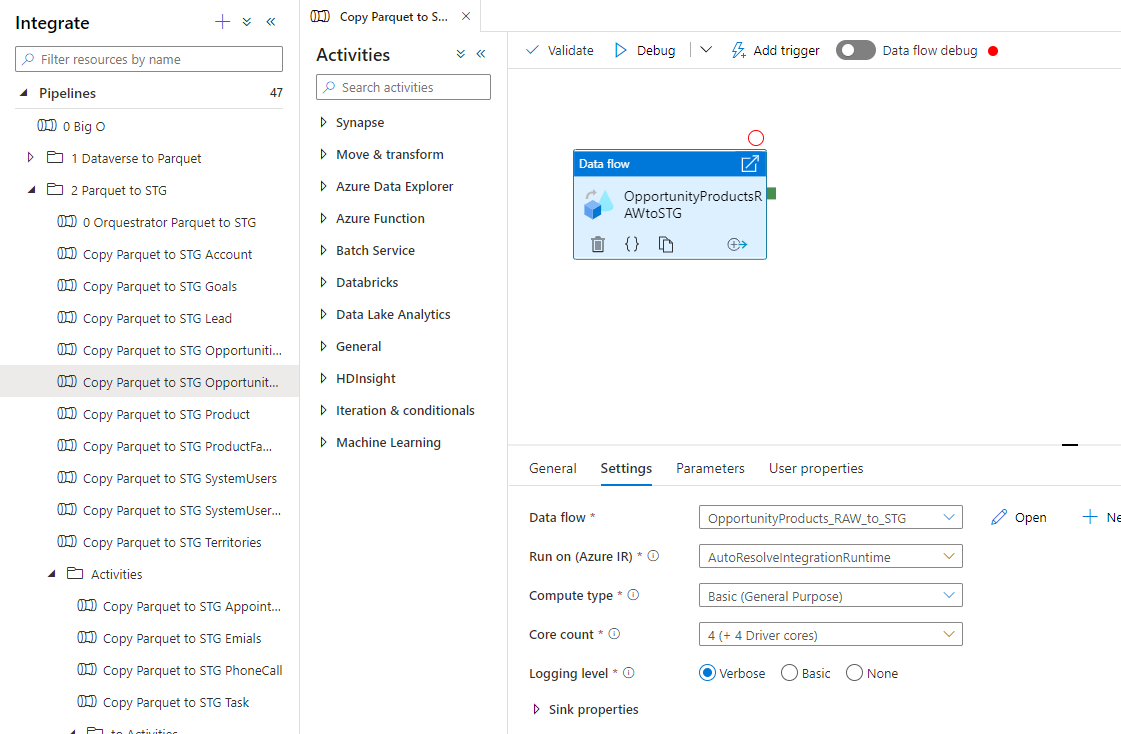 Integrate
Filter resources by name
Pipelines 47
0 Big O
1 Dataverse to Parquet
2 Parquet to STG
0 Orquestrator Parquet to STG
Copy Parquet to STG Account
Copy Parquet to STG Goals
Copy Parquet to STG Lead
Copy Parquet to STG Opportuniti...
Copy Parquet to STG Opportunit...
Copy Parquet to STG Product
Copy Parquet to STG ProductFa...
Copy Parquet to STG SystemUsers
Copy Parquet to STG SystemUser...
Copy Parquet to STG Territories
Activities
Copy Parquet to STG Appoint...
Copy Parquet to STG Emials
Copy Parquet to STG PhoneCall
Copy Parquet to STG Task
to Activities
Copy Parquet to STG...
Activities
Search activities
Synapse
Move & transform
Azure Data Explorer
Azure Function
Batch Service
Databricks
Data Lake Analytics
General
HDInsight
Iteration & conditionals
Machine Learning
Validate Debug Add trigger Data flow debug
Data flow
OpportunityProductsR
AWtoSTG
{}
General Settings Parameters User properties
Data flow * OpportunityProducts_RAW_to_STG Open Ne
Run on (Azure IR) * AutoResolveIntegrationRuntime
Compute type * Basic (General Purpose)
Core count * 4 (+ 4 Driver cores)
Logging level * Verbose Basic None
Sink properties